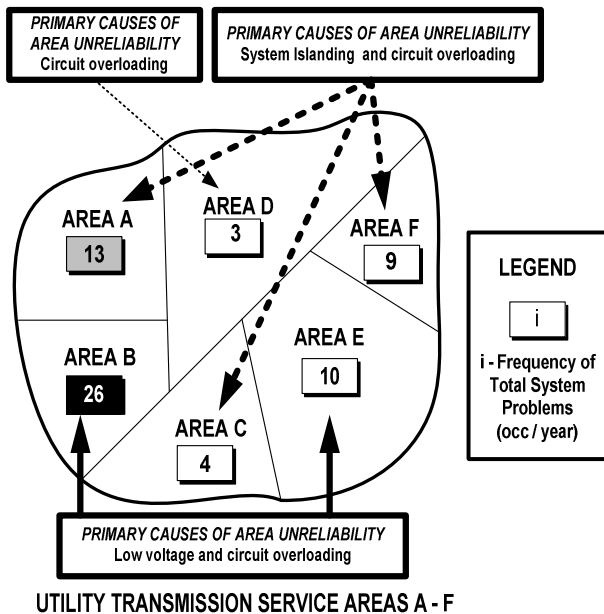 PRIMARY CAUSES OF
AREA UNRELIABILITY
Circuit overloading
PRIMARY CAUSES OF AREA UNRELIABILITY
System Islanding and circuit overloading
AREA A
13
AREA D
3
AREA F
9
AREA B
26
AREA E
10
AREA C
4
LEGEND
i
i - Frequency of
Total System
Problems
(occ / year)
PRIMARY CAUSES OF AREA UNRELIABILITY
Low voltage and circuit overloading
UTILITY TRANSMISSION SERVICE AREAS A - F